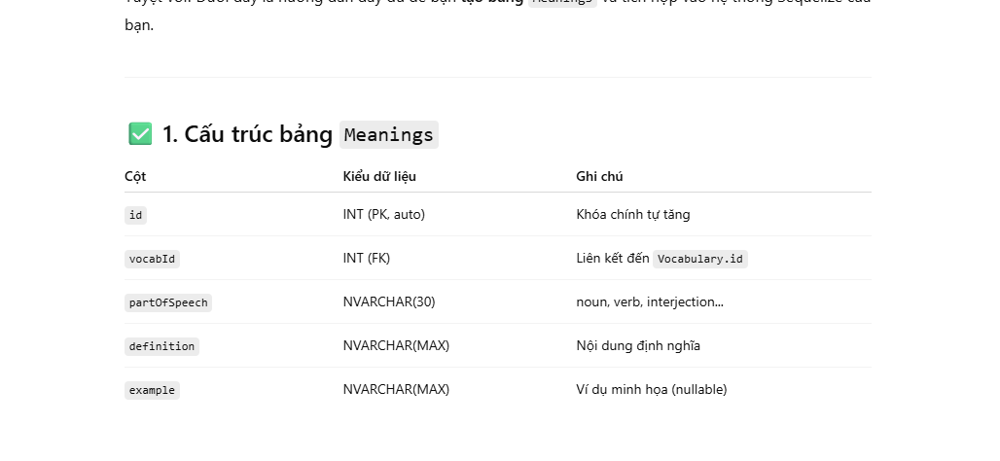 tạo bảng Meanings
bạn.
✅ 1. Cấu trúc bảng Meanings
Cột Kiểu dữ liệu Ghi chú
id INT (PK, auto) Khóa chính tự tăng
vocabId INT (FK) Liên kết đến Vocabulary.id
partOfSpeech NVARCHAR(30) noun, verb, interjection...
definition NVARCHAR(MAX) Nội dung định nghĩa
example NVARCHAR(MAX) Ví dụ minh họa (nullable)